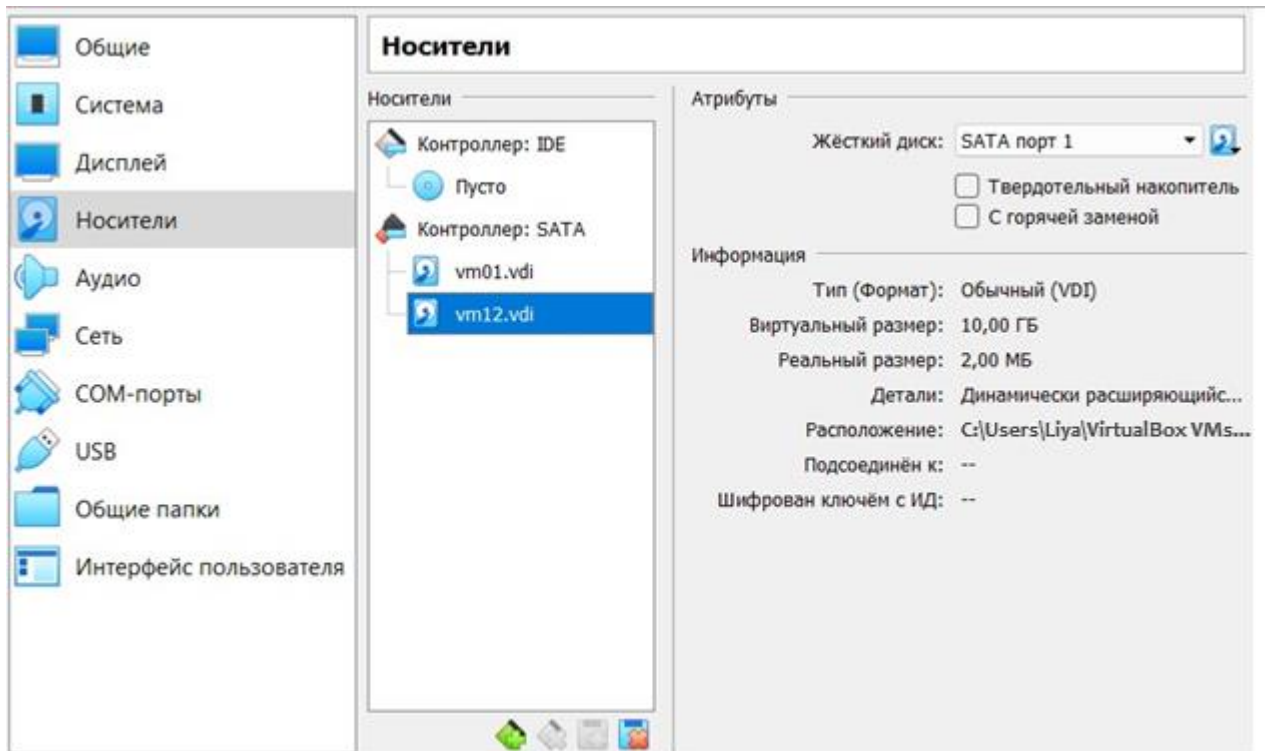 Общие
Система
Дисплей
Носители
Аудио
Сеть
COM-порты
USB
Общие папки
Интерфейс пользователя
Носители
Носители
Контроллер: IDE
Пусто
Контроллер: SATA
vm01.vdi
vm12.vdi
Атрибуты
Жёсткий диск: SATA порт 1
Твердотельный накопитель
С горячей заменой
Информация
Тип (Формат): Обычный (VDI)
Виртуальный размер: 10,00 ГБ
Реальный размер: 2,00 МБ
Детали: Динамически расширяющийс...
Расположение: C:\Users\Liya\VirtualBox VMs...
Подсоединён к: --
Шифрован ключём с ИД: --